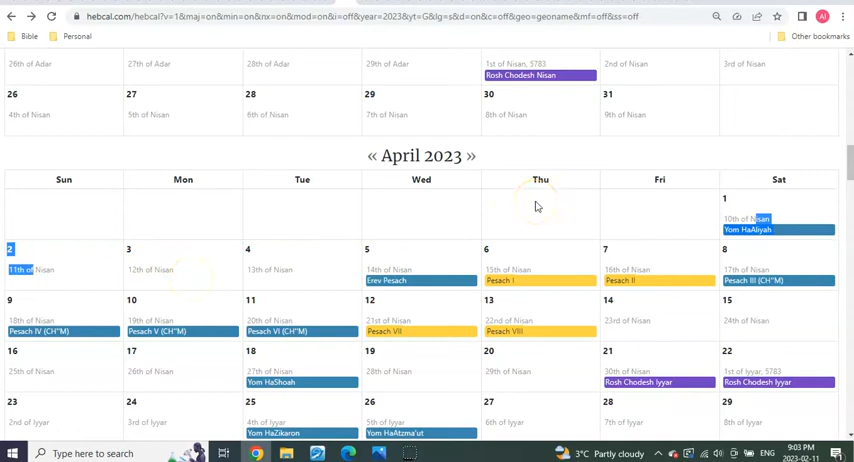 hebcal.com/hebcal?v=1&maj=on&min=on&nx=on&mod=on&i=off&year=2023&yt=G&lg=s&d=on&c=off&geo=geoname&mf=off&ss=off
AI
Bible
Personal
Other bookmarks
26th of Adar
27th of Adar
28th of Adar
29th of Adar
1st of Nisan, 5783
2nd of Nisan
3rd of Nisan
Rosh Chodesh Nisan
26 27 28 29 30 31
4th of Nisan
5th of Nisan
6th of Nisan
7th of Nisan
8th of Nisan
9th of Nisan
« April 2023 »
Sun Mon Tue Wed Thu Fri Sat
1
10th of Nisan
Yom HaAliyah
2 3 4 5 6 7 8
11th of Nisan
12th of Nisan
13th of Nisan
14th of Nisan
15th of Nisan
16th of Nisan
17th of Nisan
Erev Pesach
Pesach I
Pesach II
Pesach III (CH''M)
9 10 11 12 13 14 15
18th of Nisan
19th of Nisan
20th of Nisan
21st of Nisan
22nd of Nisan
23rd of Nisan
24th of Nisan
Pesach IV (CH''M)
Pesach V (CH''M)
Pesach VI (CH''M)
Pesach VII
Pesach VIII
16 17 18 19 20 21 22
25th of Nisan
26th of Nisan
27th of Nisan
28th of Nisan
29th of Nisan
30th of Nisan
1st of Iyyar, 5783
Yom HaShoah
Rosh Chodesh Iyyar
Rosh Chodesh Iyyar
23 24 25 26 27 28 29
2nd of Iyyar
3rd of Iyyar
4th of Iyyar
5th of Iyyar
6th of Iyyar
7th of Iyyar
8th of Iyyar
Yom HaZikaron
Yom HaAtzma'ut
Type here to search
3°C Partly cloudy
ENG
9:03 PM
2023-02-11